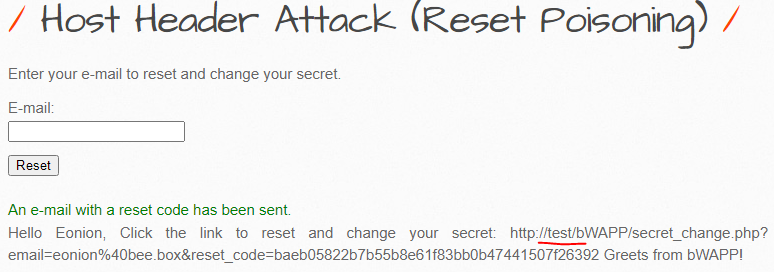 / Host Header Attack (Reset Poisoning) /
Enter your e-mail to reset and change your secret.
E-mail:
Reset
An e-mail with a reset code has been sent.
Hello Eonion, Click the link to reset and change your secret: http://test/bWAPP/secret_change.php?
email=eonion%40bee.box&reset_code=baeb05822b7b55b8e61f83bb0b47441507f26392 Greets from bWAPP!